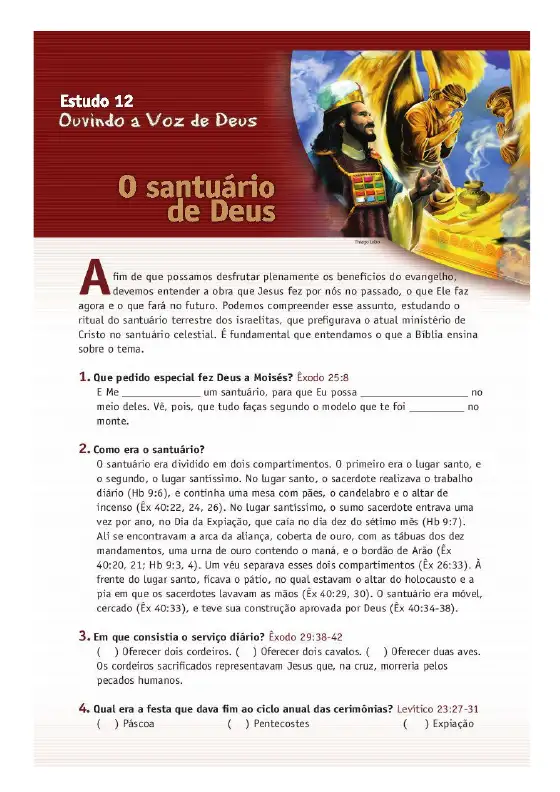 Estudo 12
Ouvindo a Voz de Deus
O santuário
de Deus
Thiago Lobo
A fim de que possamos desfrutar plenamente os benefícios do evangelho,
devemos entender a obra que Jesus fez por nós no passado, o que Ele faz
agora e o que fará no futuro. Podemos compreender esse assunto, estudando o
ritual do santuário terrestre dos israelitas, que prefigurava o atual ministério de
Cristo no santuário celestial. É fundamental que entendamos o que a Bíblia ensina
sobre o tema.
1. Que pedido especial fez Deus a Moisés? Êxodo 25:8
E Me ______________ um santuário, para que Eu possa ___________________ no
meio deles. Vê, pois, que tudo faças segundo o modelo que te foi __________ no
monte.
2. Como era o santuário?
O santuário era dividido em dois compartimentos. O primeiro era o lugar santo, e
o segundo, o lugar santíssimo. No lugar santo, o sacerdote realizava o trabalho
diário (Hb 9:6), e continha uma mesa com pães, o candelabro e o altar de
incenso (Êx 40:22, 24, 26). No lugar santíssimo, o sumo sacerdote entrava uma
vez por ano, no Dia da Expiação, que caía no dia dez do sétimo mês (Hb 9:7).
Ali se encontravam a arca da aliança, coberta de ouro, com as tábuas dos dez
mandamentos, uma urna de ouro contendo o maná, e o bordão de Arão (Êx
40:20, 21; Hb 9:3, 4). Um véu separava esses dois compartimentos (Êx 26:33). À
frente do lugar santo, ficava o pátio, no qual estavam o altar do holocausto e a
pia em que os sacerdotes lavavam as mãos (Êx 40:29, 30). O santuário era móvel,
cercado (Êx 40:33), e teve sua construção aprovada por Deus (Êx 40:34-38).
3. Em que consistia o serviço diário? Êxodo 29:38-42
( ) Oferecer dois cordeiros. ( ) Oferecer dois cavalos. ( ) Oferecer duas aves.
Os cordeiros sacrificados representavam Jesus que, na cruz, morreria pelos
pecados humanos.
4. Qual era a festa que dava fim ao ciclo anual das cerimônias? Levítico 23:27-31
( ) Páscoa ( ) Pentecostes ( ) Expiação